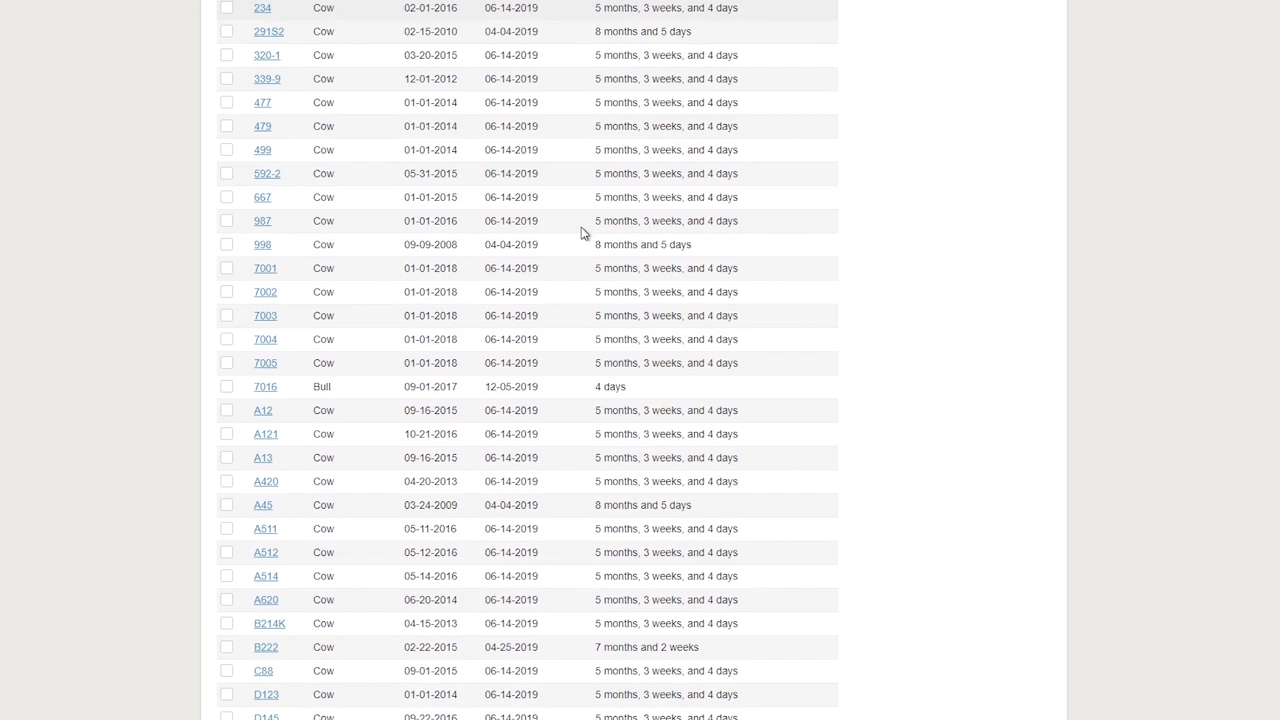 234 Cow 02-01-2016 06-14-2019 5 months, 3 weeks, and 4 days
291S2 Cow 02-15-2010 04-04-2019 8 months and 5 days
320-1 Cow 03-20-2015 06-14-2019 5 months, 3 weeks, and 4 days
339-9 Cow 12-01-2012 06-14-2019 5 months, 3 weeks, and 4 days
477 Cow 01-01-2014 06-14-2019 5 months, 3 weeks, and 4 days
479 Cow 01-01-2014 06-14-2019 5 months, 3 weeks, and 4 days
499 Cow 01-01-2014 06-14-2019 5 months, 3 weeks, and 4 days
592-2 Cow 05-03-2015 06-14-2019 5 months, 3 weeks, and 4 days
667 Cow 01-01-2015 06-14-2019 5 months, 3 weeks, and 4 days
987 Cow 01-01-2016 06-14-2019 5 months, 3 weeks, and 4 days
998 Cow 09-09-2008 04-04-2019 8 months and 5 days
7001 Cow 01-01-2018 06-14-2019 5 months, 3 weeks, and 4 days
7002 Cow 01-01-2018 06-14-2019 5 months, 3 weeks, and 4 days
7003 Cow 01-01-2018 06-14-2019 5 months, 3 weeks, and 4 days
7004 Cow 01-01-2018 06-14-2019 5 months, 3 weeks, and 4 days
7005 Cow 01-01-2018 06-14-2019 5 months, 3 weeks, and 4 days
7016 Bull 09-01-2017 12-05-2019 4 days
A12 Cow 09-16-2015 06-14-2019 5 months, 3 weeks, and 4 days
A121 Cow 10-21-2016 06-14-2019 5 months, 3 weeks, and 4 days
A13 Cow 09-16-2015 06-14-2019 5 months, 3 weeks, and 4 days
A420 Cow 04-20-2013 06-14-2019 5 months, 3 weeks, and 4 days
A45 Cow 03-24-2009 04-04-2019 8 months and 5 days
A511 Cow 05-11-2016 06-14-2019 5 months, 3 weeks, and 4 days
A512 Cow 05-12-2016 06-14-2019 5 months, 3 weeks, and 4 days
A514 Cow 05-14-2016 06-14-2019 5 months, 3 weeks, and 4 days
A620 Cow 06-20-2014 06-14-2019 5 months, 3 weeks, and 4 days
B214K Cow 04-15-2013 06-14-2019 5 months, 3 weeks, and 4 days
B222 Cow 02-22-2015 04-25-2019 7 months and 2 weeks
C88 Cow 09-01-2015 06-14-2019 5 months, 3 weeks, and 4 days
D123 Cow 01-01-2014 06-14-2019 5 months, 3 weeks, and 4 days
D145 Cow 09-22-2016 06-14-2019 5 months, 3 weeks, and 4 days